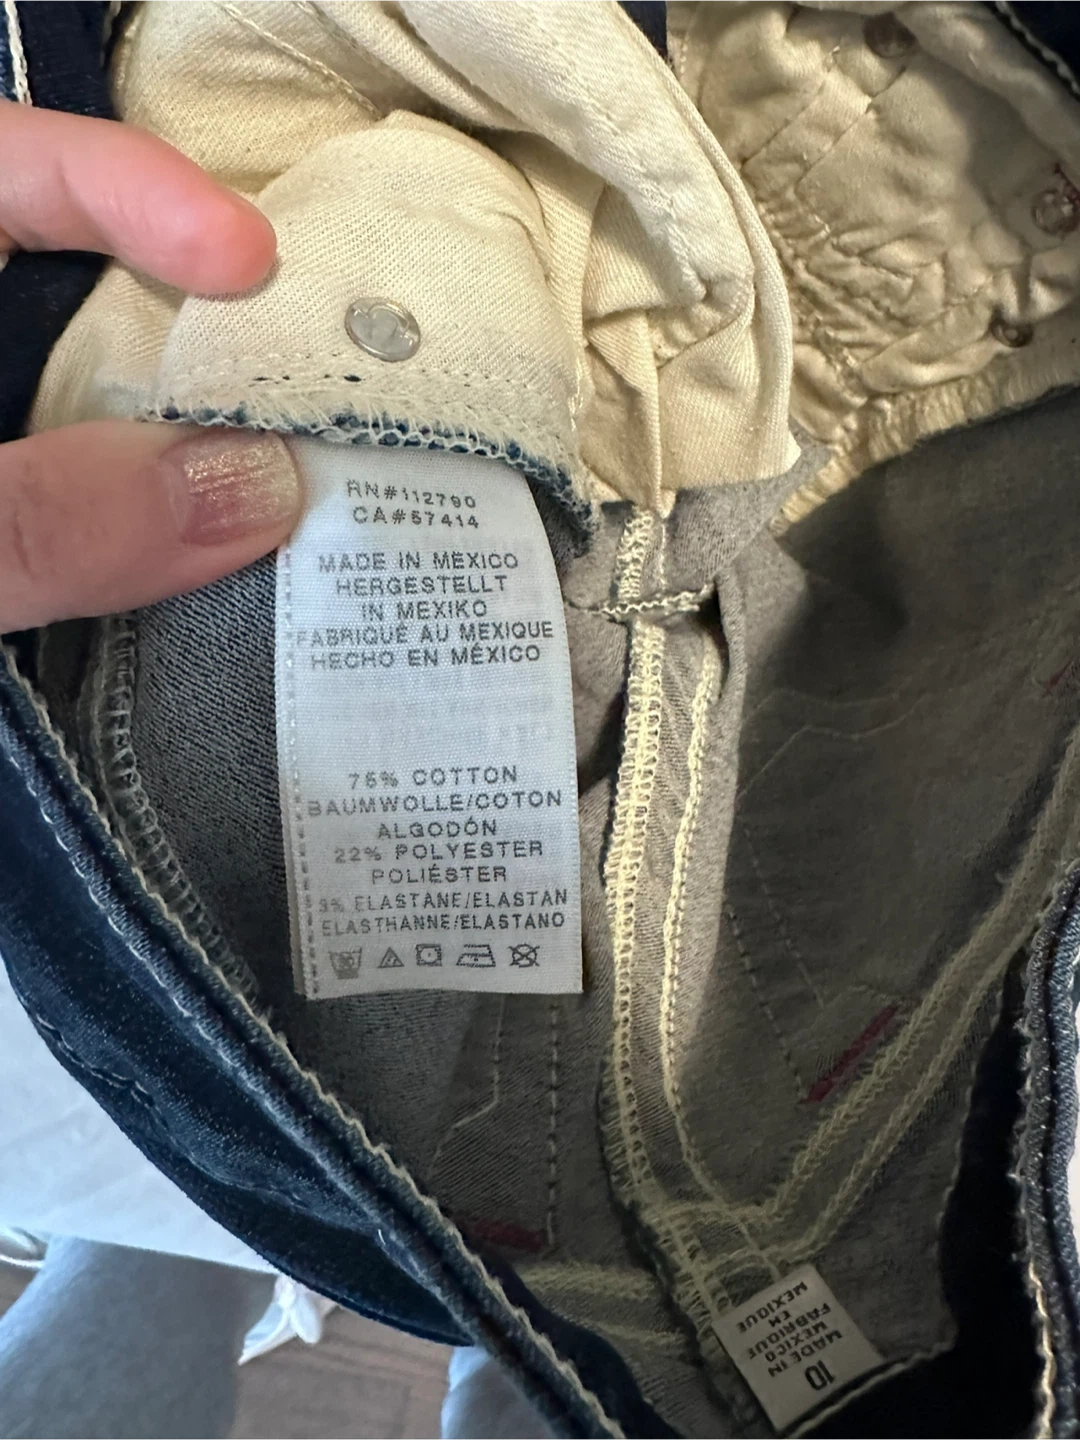 RN#112790
CA#57414
MADE IN MEXICO
HERGESTELLT
IN MEXIKO
FABRIQUÉ AU MEXIQUE
HECHO EN MÉXICO
75% COTTON
BAUMWOLLE/COTON
ALGODÓN
22% POLYESTER
POLIÉSTER
3% ELASTANE/ELASTAN
ELASTHANNE/ELASTANO
10
MADE IN
MEXICO
FABRIQUE
EM
MEXIQUE